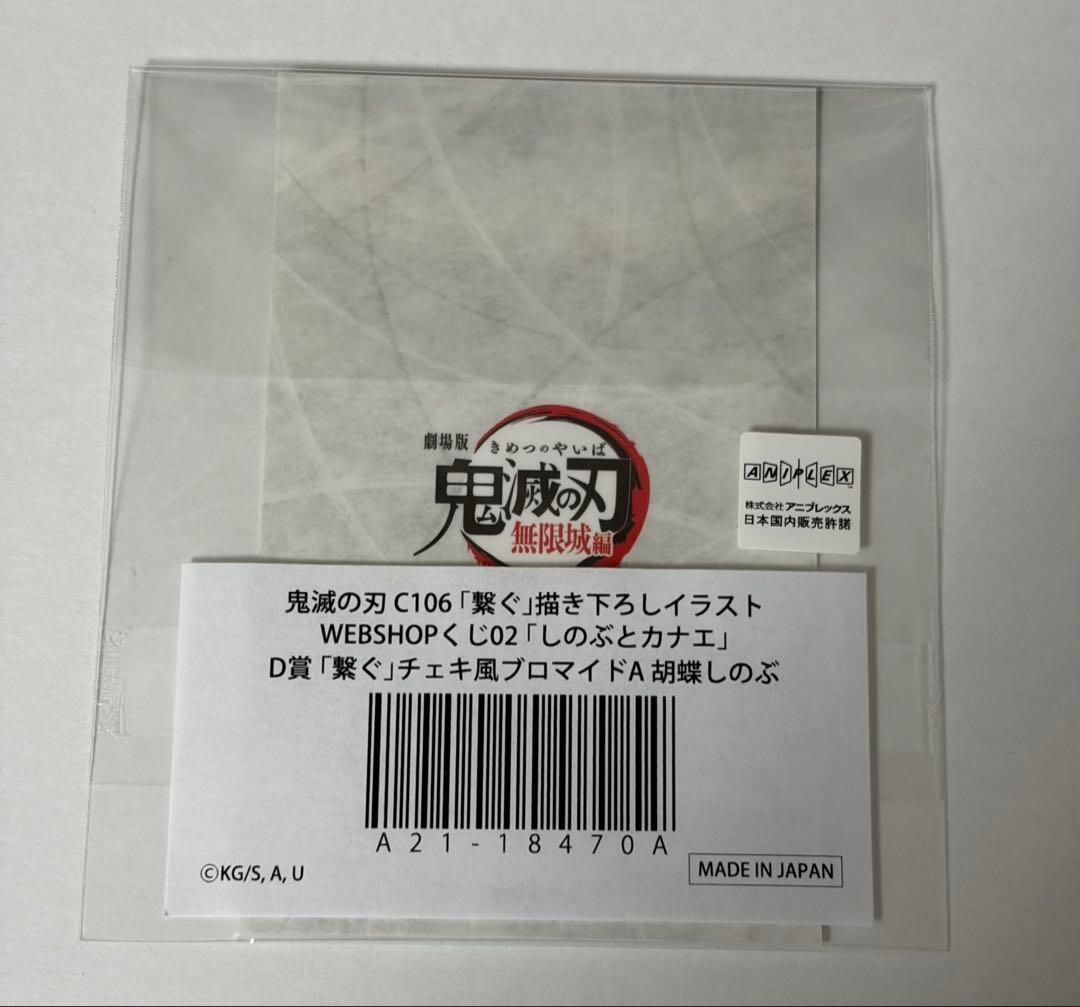 劇場版
きめつのやいば
鬼滅の刃
無限城編
ANIPLEX
株式会社アニプレックス
日本国内販売許諾
鬼滅の刃 C106「繋ぐ」描き下ろしイラスト
WEBSHOPくじ02「しのぶとカナエ」
D賞「繋ぐ」チェキ風ブロマイドA 胡蝶しのぶ
A21-18470A
©KG/S, A, U
MADE IN JAPAN